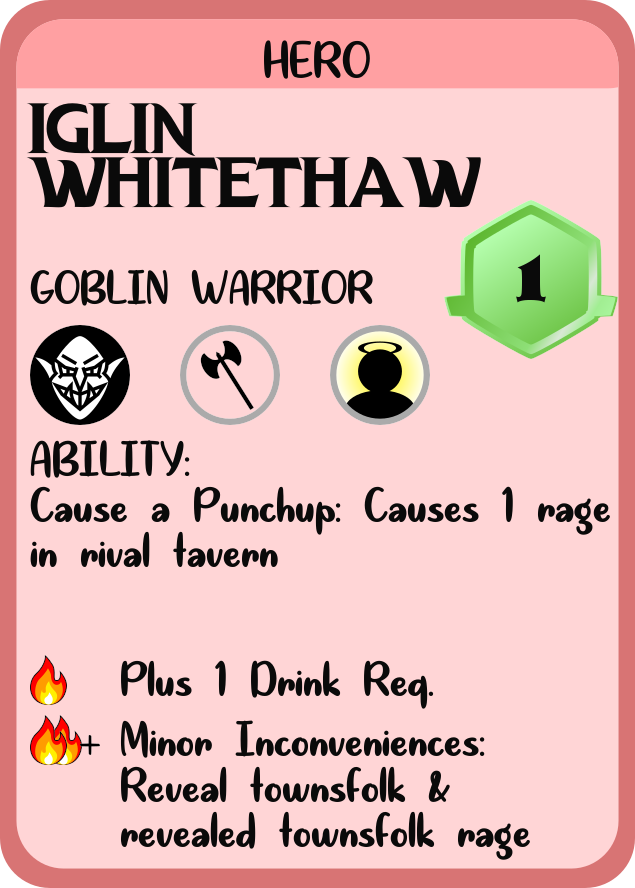 HERO
IGLIN
WHITETHAW
1
GOBLIN WARRIOR
ABILITY:
Cause a Punchup: Causes 1 rage
in rival tavern
Plus 1 Drink Req.
+ Minor Inconveniences:
Reveal townsfolk &
revealed townsfolk rage